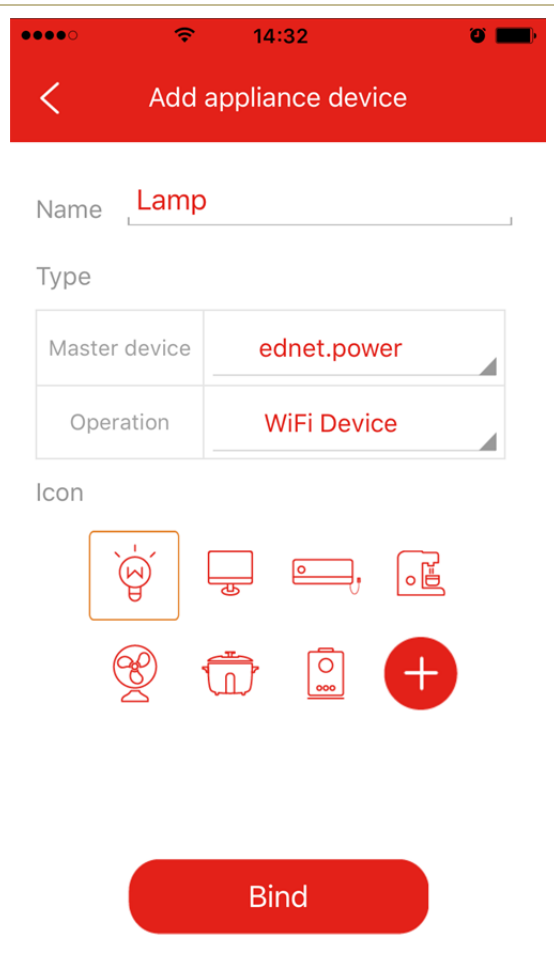 14:32
Add appliance device
Name Lamp
Type
Master device ednet.power
Operation WiFi Device
Icon
Bind